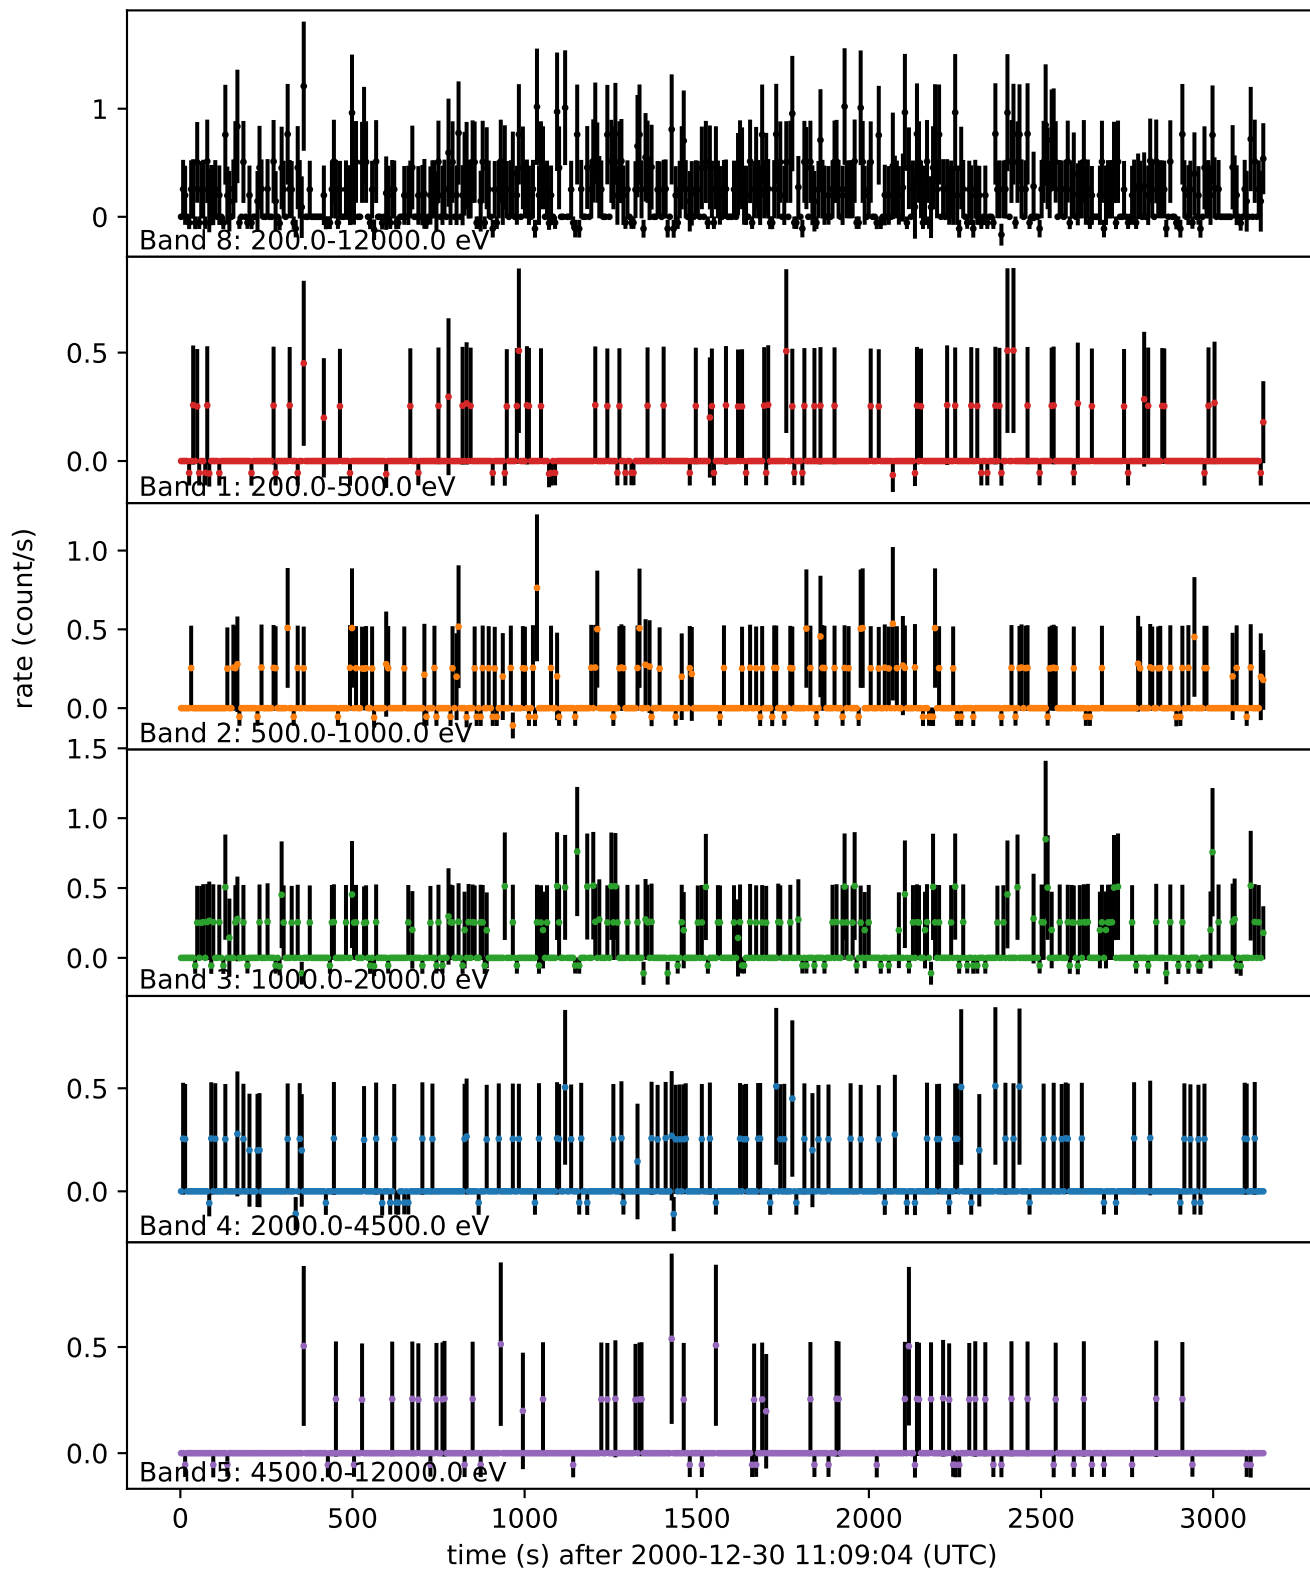 1
0
Band 8: 200.0-12000.0 eV
0.5
0.0
Band 1: 200.0-500.0 eV
1.0
0.5
0.0
Band 2: 500.0-1000.0 eV
rate (count/s)
1.5
1.0
0.5
0.0
Band 3: 1000.0-2000.0 eV
0.5
0.0
Band 4: 2000.0-4500.0 eV
0.5
0.0
Band 5: 4500.0-12000.0 eV
0 500 1000 1500 2000 2500 3000
time (s) after 2000-12-30 11:09:04 (UTC)